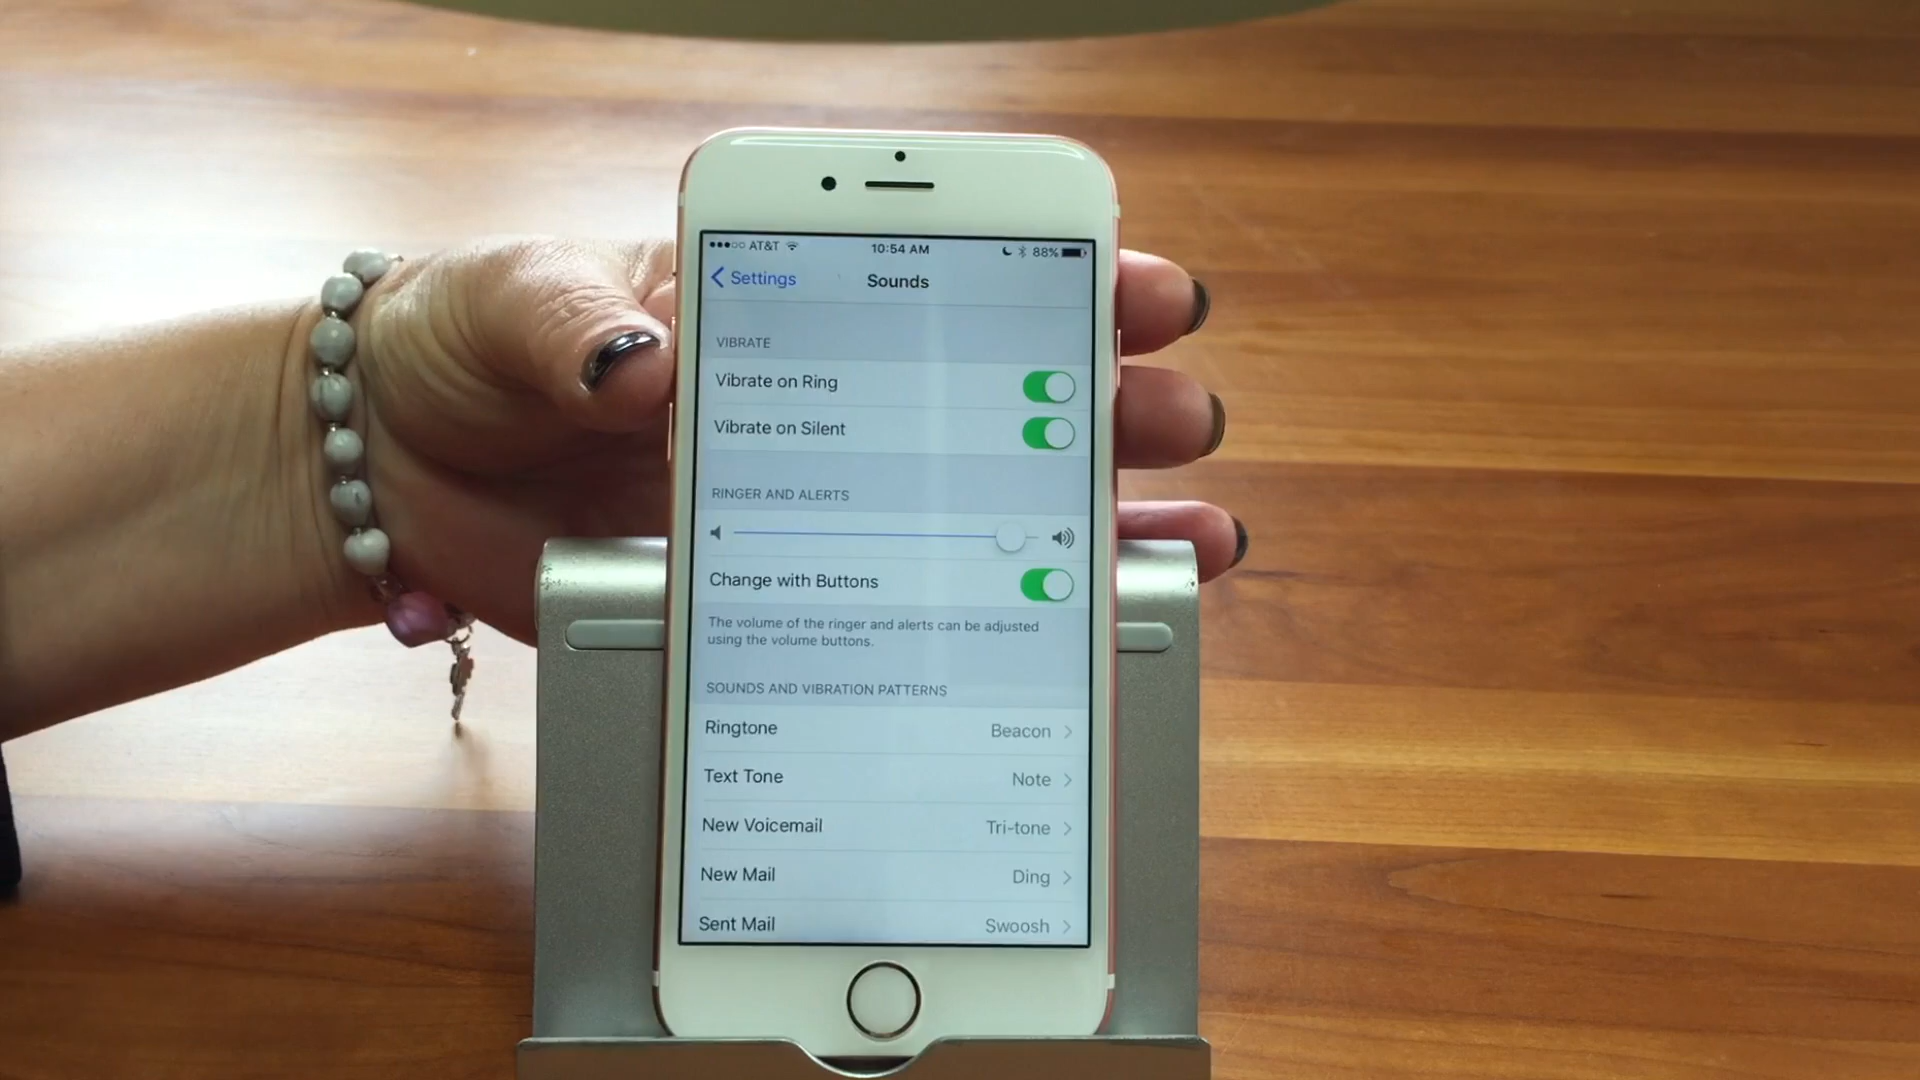 AT&T 10:54 AM 88%
Settings Sounds
VIBRATE
Vibrate on Ring
Vibrate on Silent
RINGER AND ALERTS
Change with Buttons
The volume of the ringer and alerts can be adjusted
using the volume buttons.
SOUNDS AND VIBRATION PATTERNS
Ringtone Beacon
Text Tone Note
New Voicemail Tri-tone
New Mail Ding
Sent Mail Swoosh